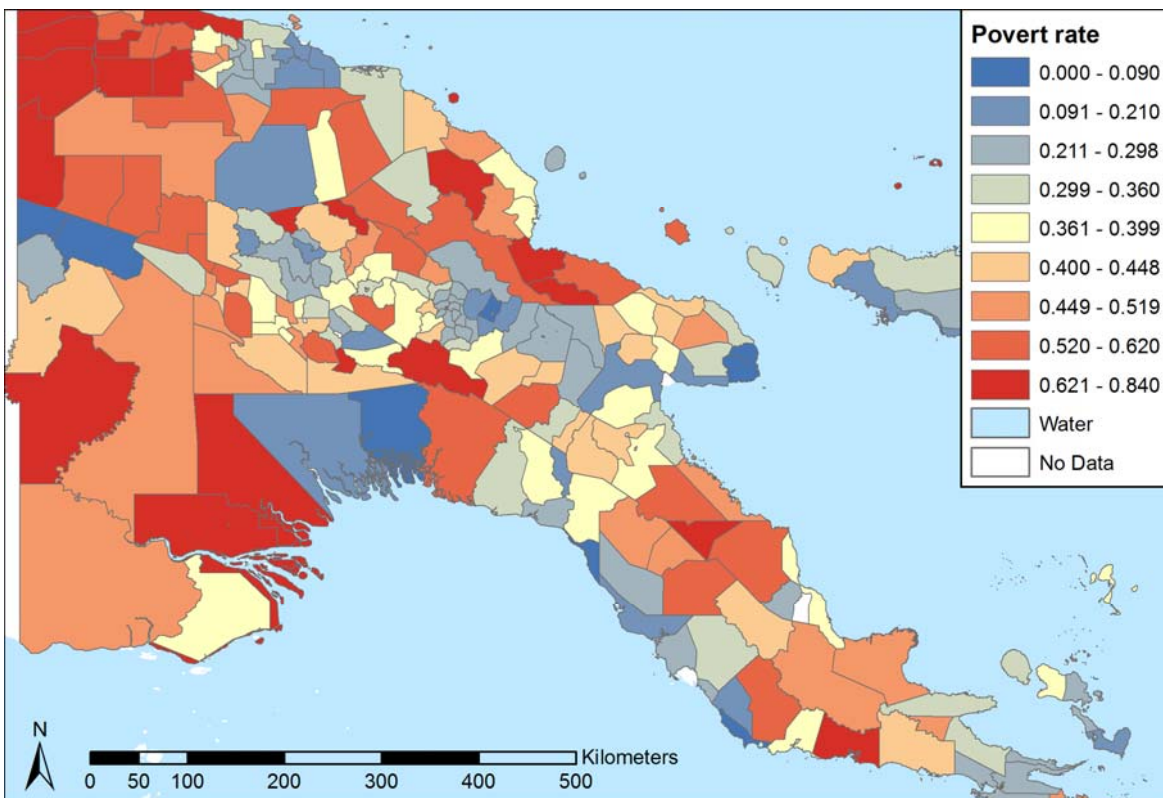 Povert rate
0.000 - 0.090
0.091 - 0.210
0.211 - 0.298
0.299 - 0.360
0.361 - 0.399
0.400 - 0.448
0.449 - 0.519
0.520 - 0.620
0.621 - 0.840
Water
No Data
N
Kilometers
0 50 100 200 300 400 500